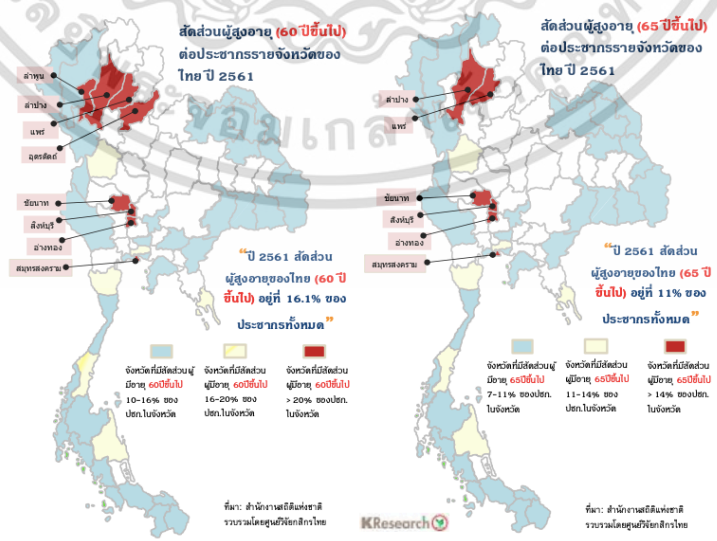 สัดส่วนผู้สูงอายุ (60 ปีขึ้นไป)
ต่อประชากรรายจังหวัดของ
ไทย ปี 2561
ลำพูน
ลำปาง
แพร่
อุตรดิตถ์
ชัยนาท
สิงห์บุรี
อ่างทอง
สมุทรสงคราม
“ปี 2561 สัดส่วน
ผู้สูงอายุของไทย (60 ปี
ขึ้นไป) อยู่ที่ 16.1% ของ
ประชากรทั้งหมด”
จังหวัดที่มีสัดส่วนผู้
มีอายุ 60ปีขึ้นไป
10-16% ของ
ปชก.ในจังหวัด
จังหวัดที่มีสัดส่วน
ผู้มีอายุ 60ปีขึ้นไป
16-20% ของ
ปชก.ในจังหวัด
จังหวัดที่มีสัดส่วน
ผู้มีอายุ 60ปีขึ้นไป
> 20% ของปชก.
ในจังหวัด
ที่มา: สำนักงานสถิติแห่งชาติ
รวบรวมโดยศูนย์วิจัยกสิกรไทย
สัดส่วนผู้สูงอายุ (65 ปีขึ้นไป)
ต่อประชากรรายจังหวัดของ
ไทย ปี 2561
ลำปาง
แพร่
ชัยนาท
สิงห์บุรี
อ่างทอง
สมุทรสงคราม
“ปี 2561 สัดส่วน
ผู้สูงอายุของไทย (65 ปี
ขึ้นไป) อยู่ที่ 11% ของ
ประชากรทั้งหมด”
จังหวัดที่มีสัดส่วนผู้
มีอายุ 65ปีขึ้นไป
7-11% ของปชก.
ในจังหวัด
จังหวัดที่มีสัดส่วน
ผู้มีอายุ 65ปีขึ้นไป
11-14% ของ
ปชก.ในจังหวัด
จังหวัดที่มีสัดส่วน
ผู้มีอายุ 65ปีขึ้นไป
> 14% ของปชก.
ในจังหวัด
KResearch
ที่มา: สำนักงานสถิติแห่งชาติ
รวบรวมโดยศูนย์วิจัยกสิกรไทย